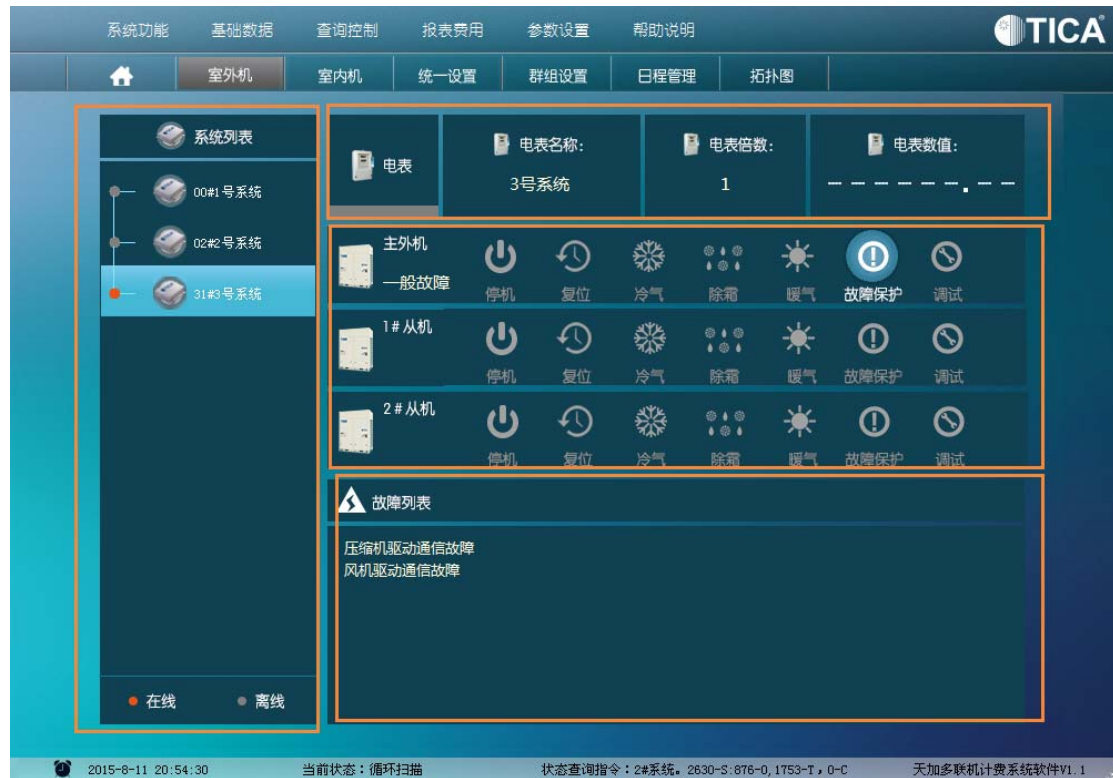 系统功能 基础数据 查询控制 报表费用 参数设置 帮助说明 TICA
室外机 室内机 统一设置 群组设置 日程管理 拓扑图
系统列表
00#1号系统
02#2号系统
31#3号系统
在线 离线
电表
电表名称:
3号系统
电表倍数:
1
电表数值:
------.--
主外机
一般故障
停机 复位 冷气 除霜 暖气 故障保护 调试
1#从机
停机 复位 冷气 除霜 暖气 故障保护 调试
2#从机
停机 复位 冷气 除霜 暖气 故障保护 调试
故障列表
压缩机驱动通信故障
风机驱动通信故障
2015-8-11 20:54:30 当前状态：循环扫描 状态查询指令：2#系统。2630-S:876-0,1753-T，0-C 天加多联机计费系统软件V1.1